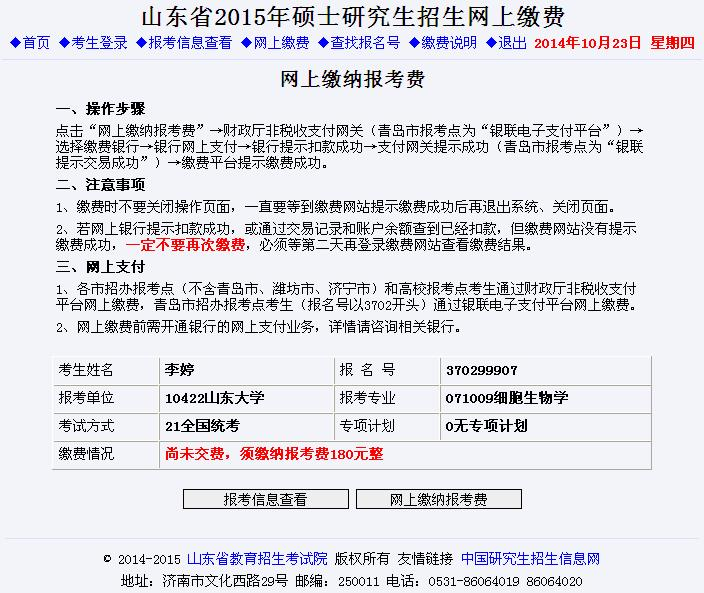 山东省2015年硕士研究生招生网上缴费
◆首页 ◆考生登录 ◆报考信息查看 ◆网上缴费 ◆查找报名号 ◆缴费说明 ◆退出 2014年10月23日 星期四
网上缴纳报考费
一、操作步骤
点击“网上缴纳报考费”→财政厅非税收支付网关（青岛市报考点为“银联电子支付平台”）→
选择缴费银行→银行网上支付→银行提示扣款成功→支付网关提示成功（青岛市报考点为“银联
提示交易成功”）→缴费平台提示缴费成功。
二、注意事项
1、缴费时不要关闭操作页面，一直要等到缴费网站提示缴费成功后再退出系统、关闭页面。
2、若网上银行提示扣款成功，或通过交易记录和账户余额查到已经扣款，但缴费网站没有提示
缴费成功，一定不要再次缴费，必须等第二天再登录缴费网站查看缴费结果。
三、网上支付
1、各市招办报考点（不含青岛市、潍坊市、济宁市）和高校报考点考生通过财政厅非税收支付
平台网上缴费，青岛市招办报考点考生（报名号以3702开头）通过银联电子支付平台网上缴费。
2、网上缴费前需开通银行的网上支付业务，详情请咨询相关银行。
考生姓名 李婷 报 名 号 370299907
报考单位 10422山东大学 报考专业 071009细胞生物学
考试方式 21全国统考 专项计划 0无专项计划
缴费情况 尚未交费，须缴纳报考费180元整
报考信息查看 网上缴纳报考费
© 2014-2015 山东省教育招生考试院 版权所有 友情链接 中国研究生招生信息网
地址：济南市文化西路29号 邮编：250011 电话：0531-86064019 86064020